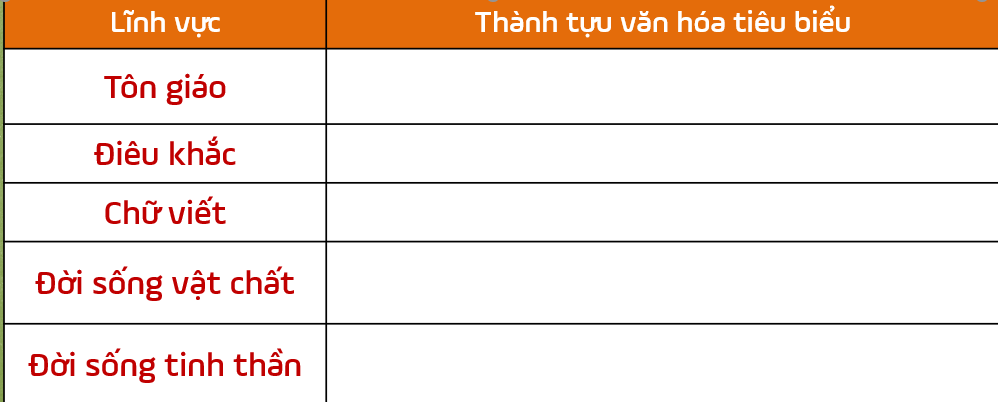 Lĩnh vực
Thành tựu văn hóa tiêu biểu
Tôn giáo
Điêu khắc
Chữ viết
Đời sống vật chất
Đời sống tinh thần